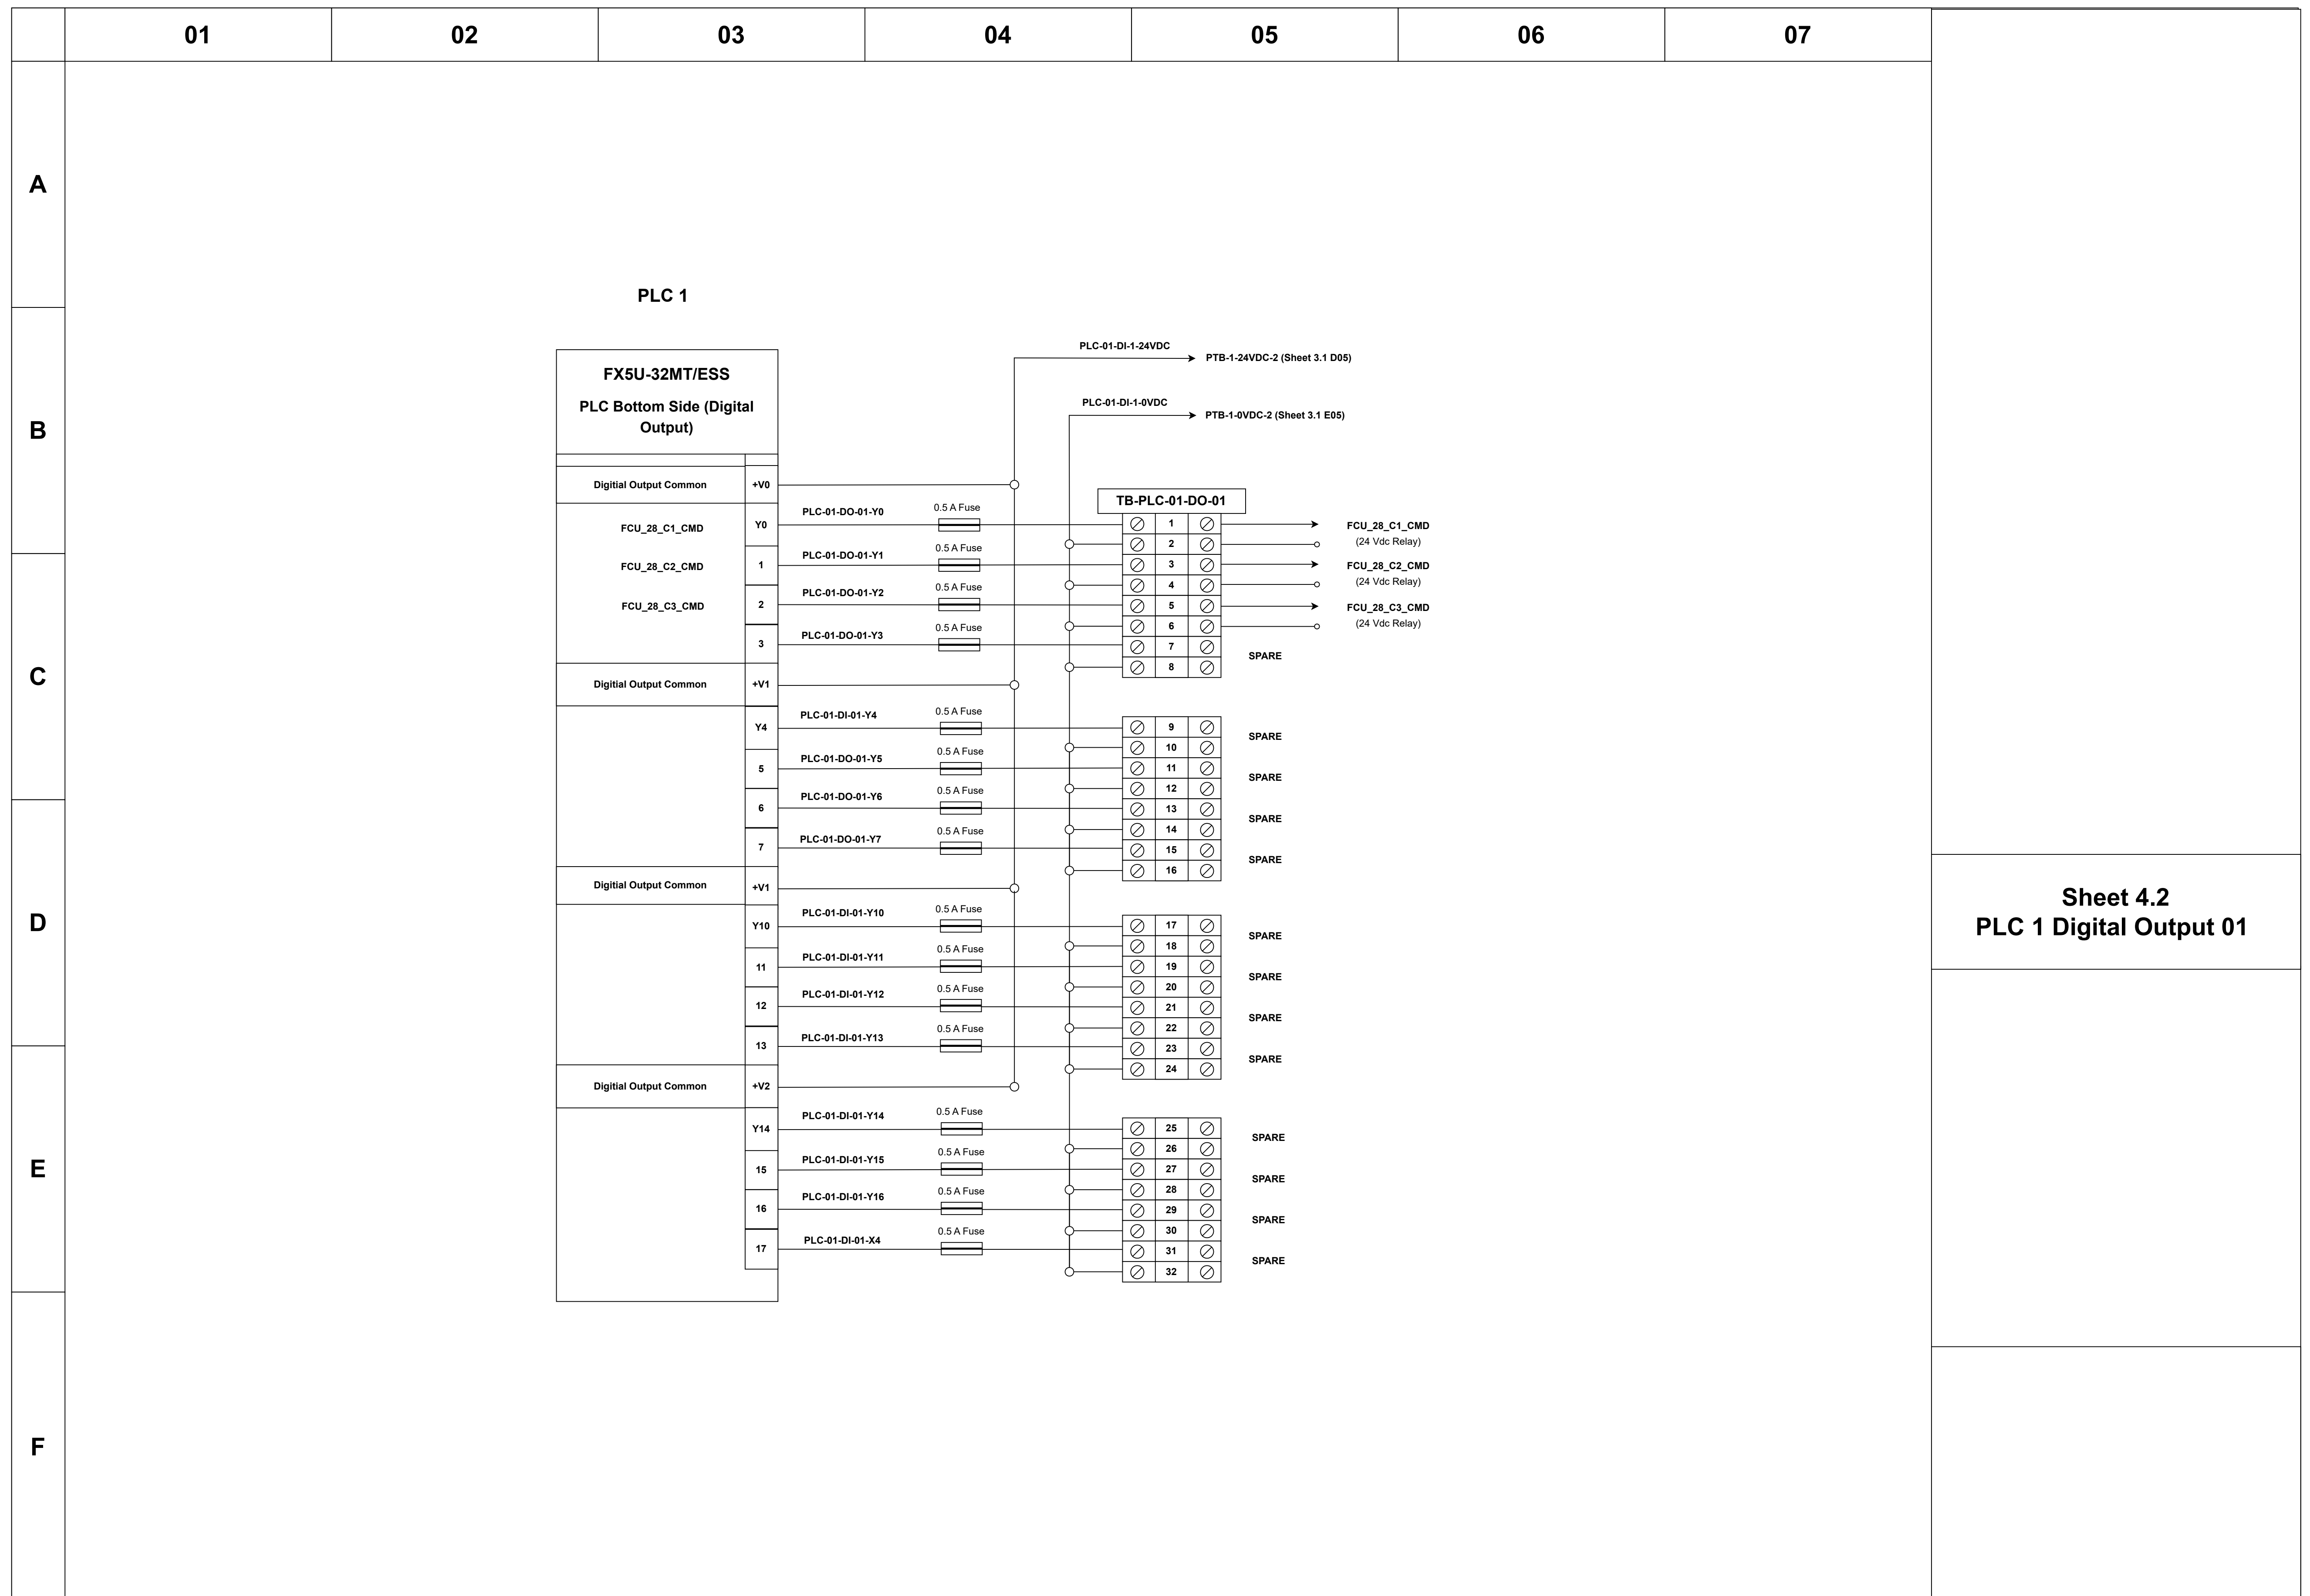 01 02 03 04 05 06 07
A
B
C
D
E
F
PLC 1
FX5U-32MT/ESS
PLC Bottom Side (Digital
Output)
PLC-01-DI-1-24VDC
PTB-1-24VDC-2 (Sheet 3.1 D05)
PLC-01-DI-1-0VDC
PTB-1-0VDC-2 (Sheet 3.1 E05)
Digitial Output Common +V0
TB-PLC-01-DO-01
FCU_28_C1_CMD Y0 PLC-01-DO-01-Y0 0.5 A Fuse 1 FCU_28_C1_CMD
2 (24 Vdc Relay)
FCU_28_C2_CMD 1 PLC-01-DO-01-Y1 0.5 A Fuse 3 FCU_28_C2_CMD
4 (24 Vdc Relay)
FCU_28_C3_CMD 2 PLC-01-DO-01-Y2 0.5 A Fuse 5 FCU_28_C3_CMD
6 (24 Vdc Relay)
3 PLC-01-DO-01-Y3 0.5 A Fuse 7 SPARE
8
Digitial Output Common +V1
Y4 PLC-01-DI-01-Y4 0.5 A Fuse 9 SPARE
10
5 PLC-01-DO-01-Y5 0.5 A Fuse 11 SPARE
12
6 PLC-01-DO-01-Y6 0.5 A Fuse 13 SPARE
14
7 PLC-01-DO-01-Y7 0.5 A Fuse 15 SPARE
16
Digitial Output Common +V1
Y10 PLC-01-DI-01-Y10 0.5 A Fuse 17 SPARE
18
11 PLC-01-DI-01-Y11 0.5 A Fuse 19 SPARE
20
12 PLC-01-DI-01-Y12 0.5 A Fuse 21 SPARE
22
13 PLC-01-DI-01-Y13 0.5 A Fuse 23 SPARE
24
Digitial Output Common +V2
Y14 PLC-01-DI-01-Y14 0.5 A Fuse 25 SPARE
26
15 PLC-01-DI-01-Y15 0.5 A Fuse 27 SPARE
28
16 PLC-01-DI-01-Y16 0.5 A Fuse 29 SPARE
30
17 PLC-01-DI-01-X4 0.5 A Fuse 31 SPARE
32
Sheet 4.2
PLC 1 Digital Output 01